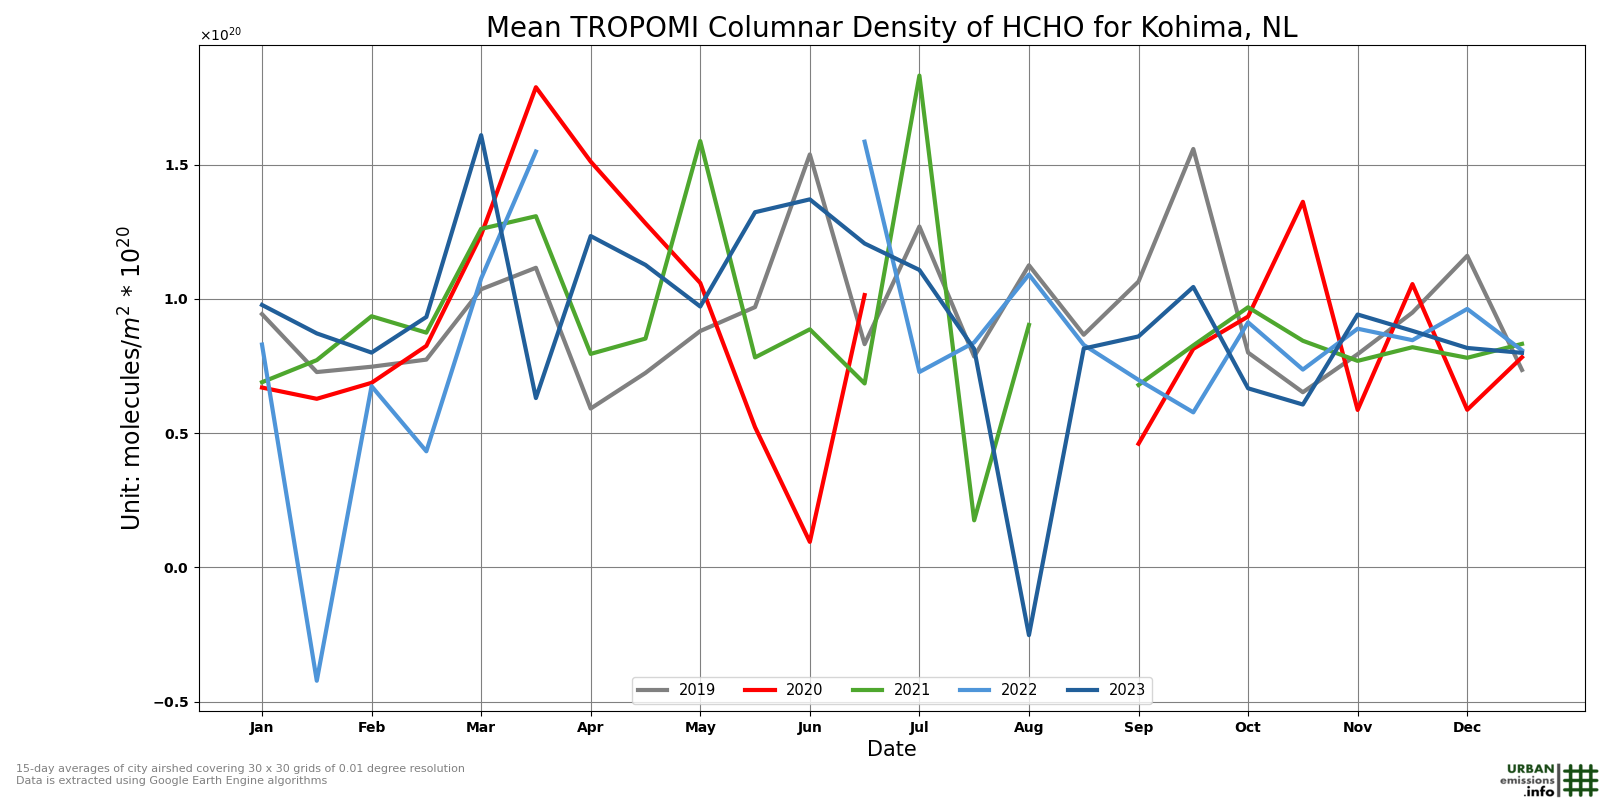 Mean TROPOMI Columnar Density of HCHO for Kohima, NL
×10²⁰
Unit: molecules/m² * 10²⁰
1.5
1.0
0.5
0.0
−0.5
2019 2020 2021 2022 2023
Jan Feb Mar Apr May Jun Jul Aug Sep Oct Nov Dec
Date
15-day averages of city airshed covering 30 x 30 grids of 0.01 degree resolution
Data is extracted using Google Earth Engine algorithms
URBAN
emissions
.info